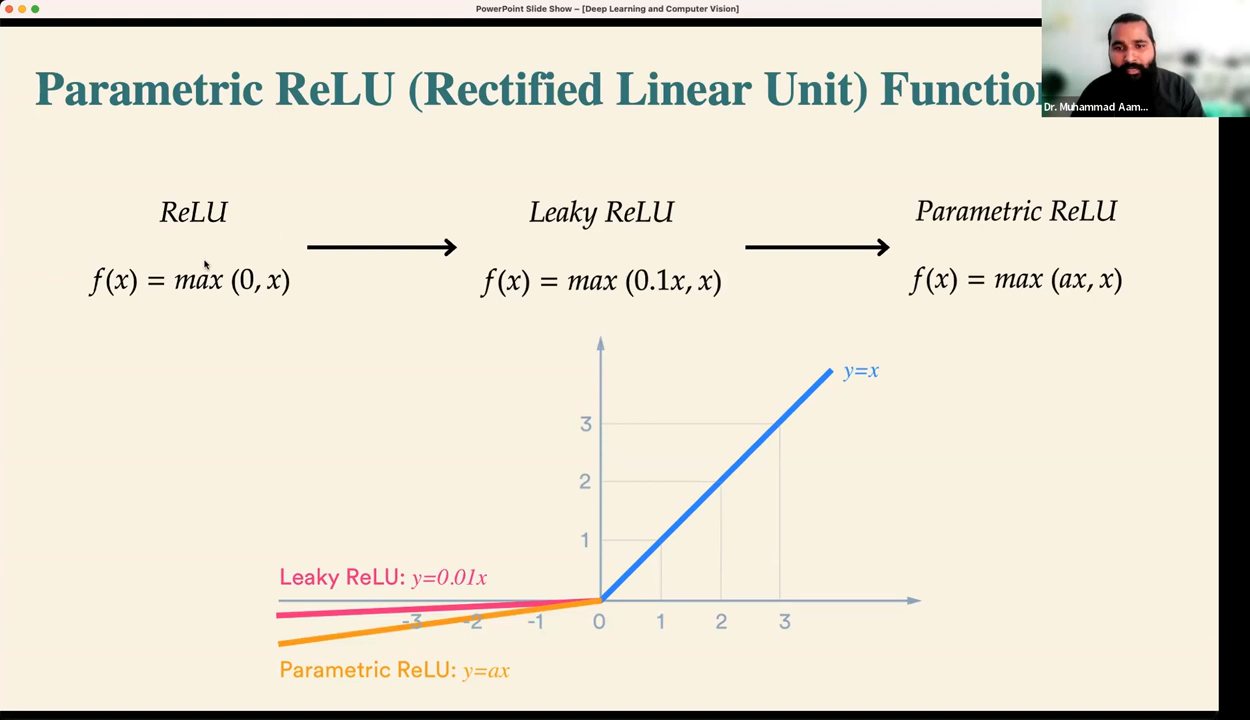 PowerPoint Slide Show – [Deep Learning and Computer Vision]
Parametric ReLU (Rectified Linear Unit) Functio
Dr. Muhammad Aam...
ReLU
Leaky ReLU
Parametric ReLU
f(x) = max (0, x)
f(x) = max (0.1x, x)
f(x) = max (ax, x)
y=x
3
2
1
Leaky ReLU: y=0.01x
-3 -2 -1 0 1 2 3
Parametric ReLU: y=ax